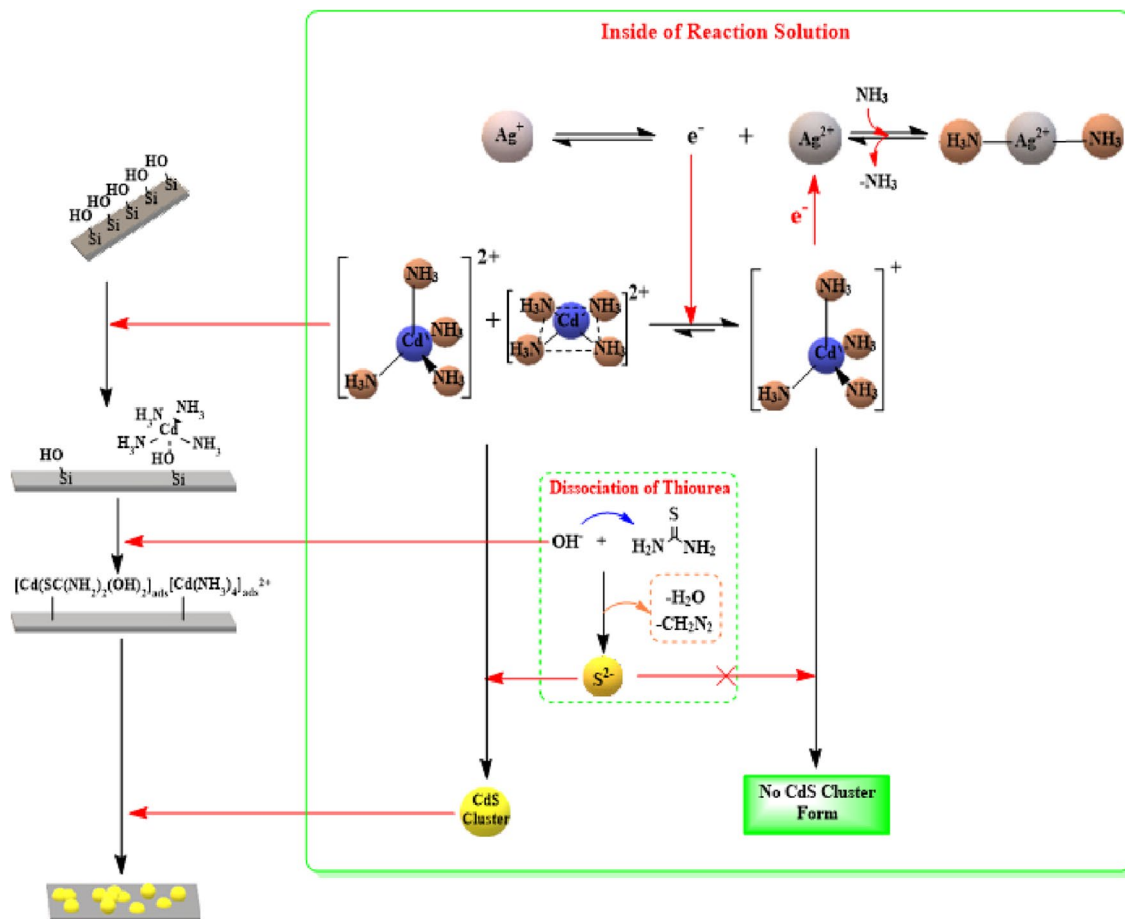 Inside of Reaction Solution
Ag⁺
e⁻
+
Ag²⁺
NH₃
-NH₃
H₃N
Ag²⁺
NH₃
e⁻
HO HO HO HO HO
Si Si Si Si Si
2+
NH₃
Cd
NH₃
H₃N
NH₃
+
2+
H₃N
NH₃
Cd
H₃N
NH₃
+
NH₃
Cd
NH₃
H₃N
NH₃
H₃N
NH₃
H₃N
Cd
NH₃
HO
HO
Si
Si
Dissociation of Thiourea
S
OH⁻ + H₂N NH₂
-H₂O
-CH₂N₂
S²⁻
[Cd(SC(NH₂)₂(OH)₂]ads[Cd(NH₃)₄]ads²⁺
CdS
Cluster
No CdS Cluster
Form